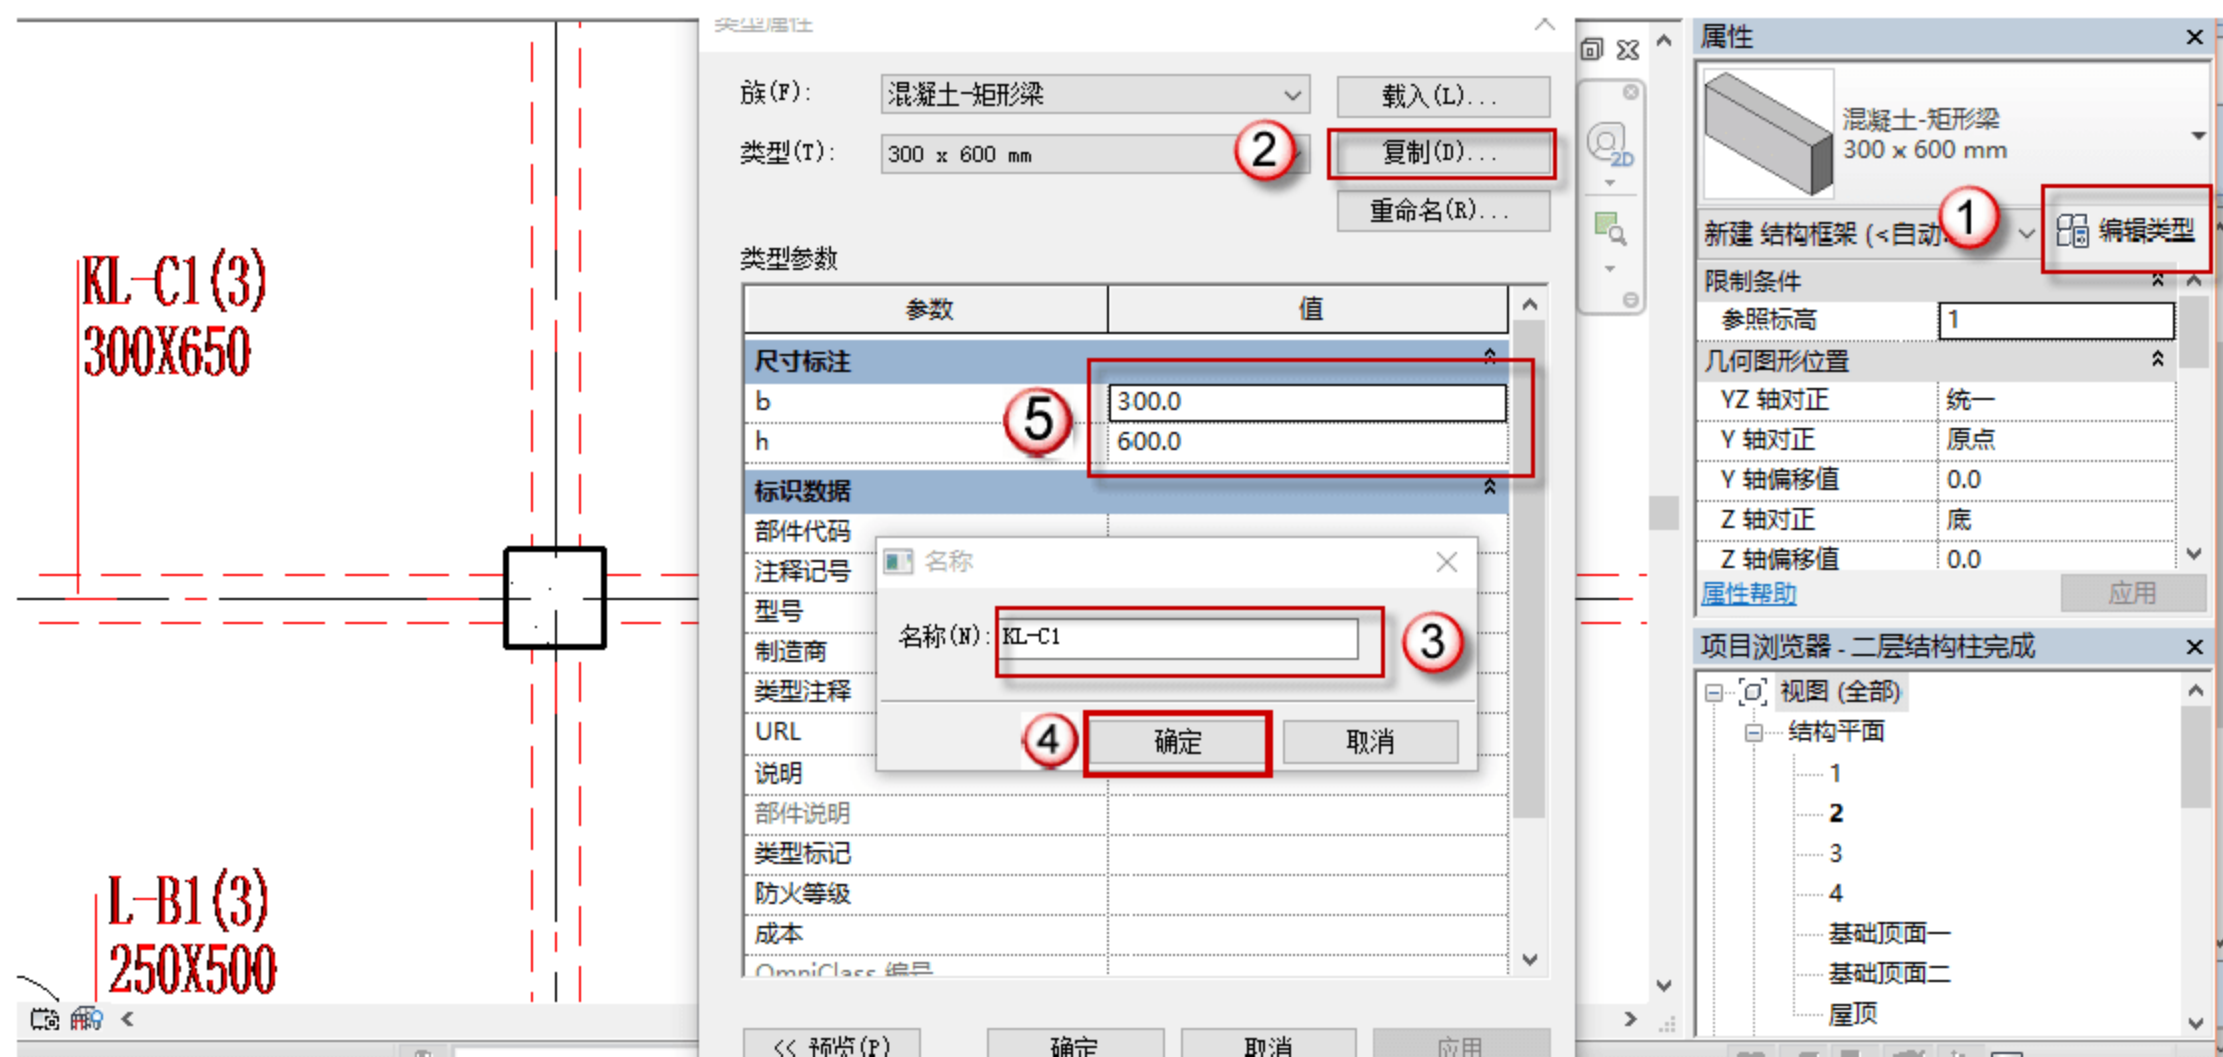 KL-C1(3)
300X650
L-B1(3)
250X500
类型属性
族(F):
混凝土-矩形梁
载入(L)...
类型(T):
300 x 600 mm
2
复制(D)...
重命名(R)...
类型参数
参数
值
尺寸标注
b
300.0
h
600.0
5
标识数据
部件代码
注释记号
型号
制造商
类型注释
URL
说明
部件说明
类型标记
防火等级
成本
OmniClass 编号
名称
名称(N):
KL-C1
3
4
确定
取消
<< 预览(P)
确定
取消
应用
2D
属性
混凝土-矩形梁
300 x 600 mm
新建 结构框架 (<自动
1
编辑类型
限制条件
参照标高
1
几何图形位置
YZ 轴对正
统一
Y 轴对正
原点
Y 轴偏移值
0.0
Z 轴对正
底
Z 轴偏移值
0.0
属性帮助
应用
项目浏览器 - 二层结构柱完成
视图 (全部)
结构平面
1
2
3
4
基础顶面一
基础顶面二
屋顶